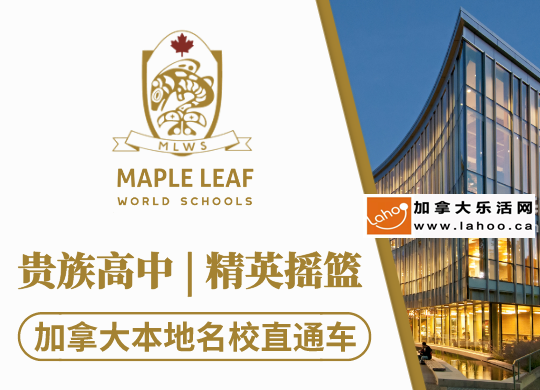 MLWS
MAPLE LEAF
WORLD SCHOOLS
Lahoo
加拿大乐活网
www.lahoo.ca
贵族高中 | 精英摇篮
加拿大本地名校直通车